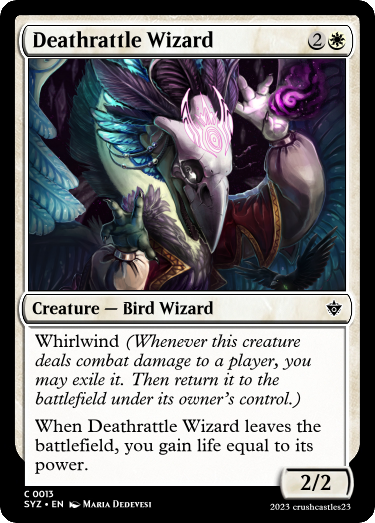 Deathrattle Wizard 2
Creature — Bird Wizard
Whirlwind (Whenever this creature
deals combat damage to a player, you
may exile it. Then return it to the
battlefield under its owner's control.)
When Deathrattle Wizard leaves the
battlefield, you gain life equal to its
power.
2/2
C 0013
SYZ • EN Maria Dedevesi
2023 crushcastles23